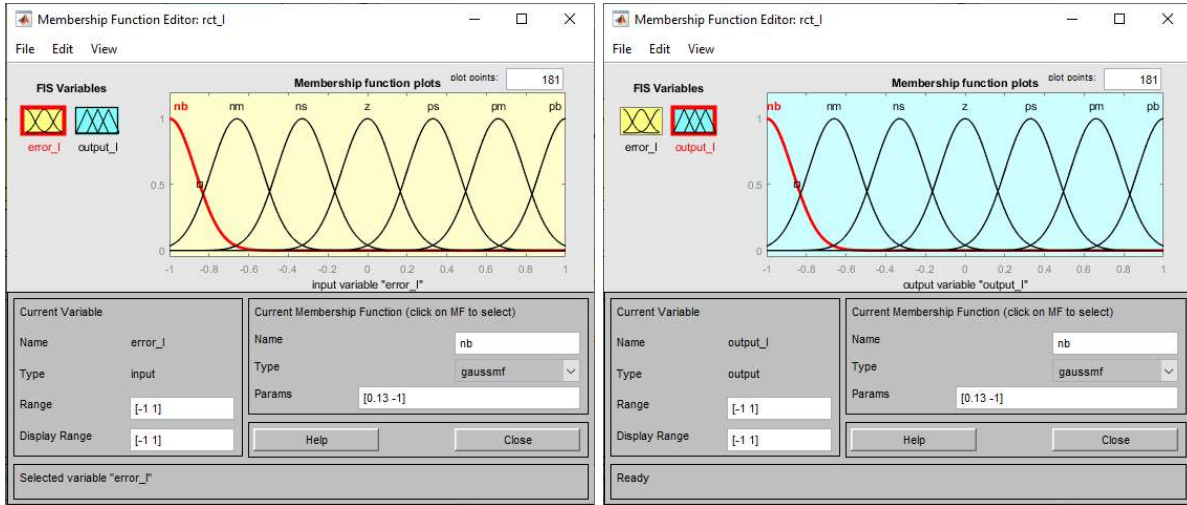 Membership Function Editor: rct_I
File Edit View
FIS Variables
error_I output_I
Membership function plots plot points: 181
nb nm ns z ps pm pb
1
0.5
0
-1 -0.8 -0.6 -0.4 -0.2 0 0.2 0.4 0.6 0.8 1
input variable "error_I"
Current Variable
Name error_I
Type input
Range [-1 1]
Display Range [-1 1]
Current Membership Function (click on MF to select)
Name nb
Type gaussmf
Params [0.13 -1]
Help Close
Selected variable "error_I"
Membership Function Editor: rct_I
File Edit View
FIS Variables
error_I output_I
Membership function plots plot points: 181
nb nm ns z ps pm pb
1
0.5
0
-1 -0.8 -0.6 -0.4 -0.2 0 0.2 0.4 0.6 0.8 1
output variable "output_I"
Current Variable
Name output_I
Type output
Range [-1 1]
Display Range [-1 1]
Current Membership Function (click on MF to select)
Name nb
Type gaussmf
Params [0.13 -1]
Help Close
Ready